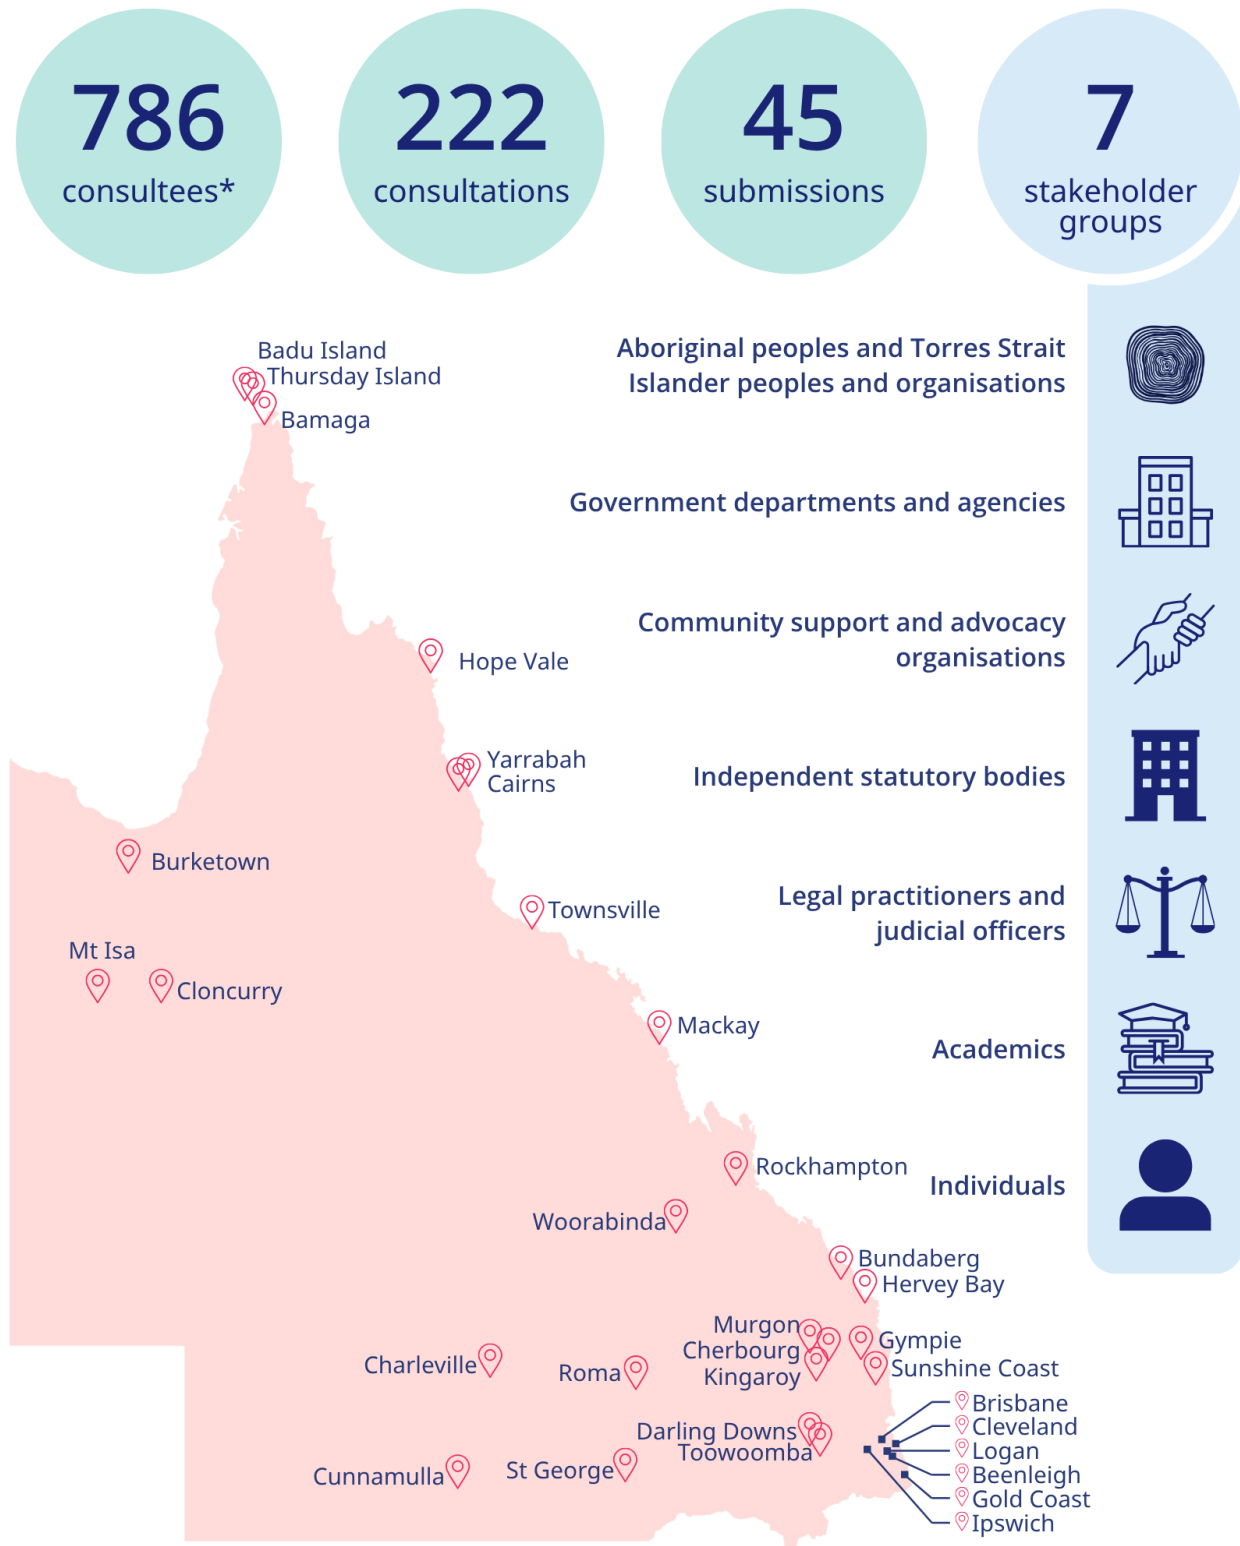 786
consultees*
222
consultations
45
submissions
7
stakeholder
groups
Aboriginal peoples and Torres Strait
Islander peoples and organisations
Government departments and agencies
Community support and advocacy
organisations
Independent statutory bodies
Legal practitioners and
judicial officers
Academics
Individuals
Badu Island
Thursday Island
Bamaga
Hope Vale
Yarrabah
Cairns
Burketown
Townsville
Mt Isa
Cloncurry
Mackay
Rockhampton
Woorabinda
Bundaberg
Hervey Bay
Murgon
Cherbourg
Kingaroy
Gympie
Sunshine Coast
Charleville
Roma
Darling Downs
Toowoomba
Cunnamulla
St George
Brisbane
Cleveland
Logan
Beenleigh
Gold Coast
Ipswich